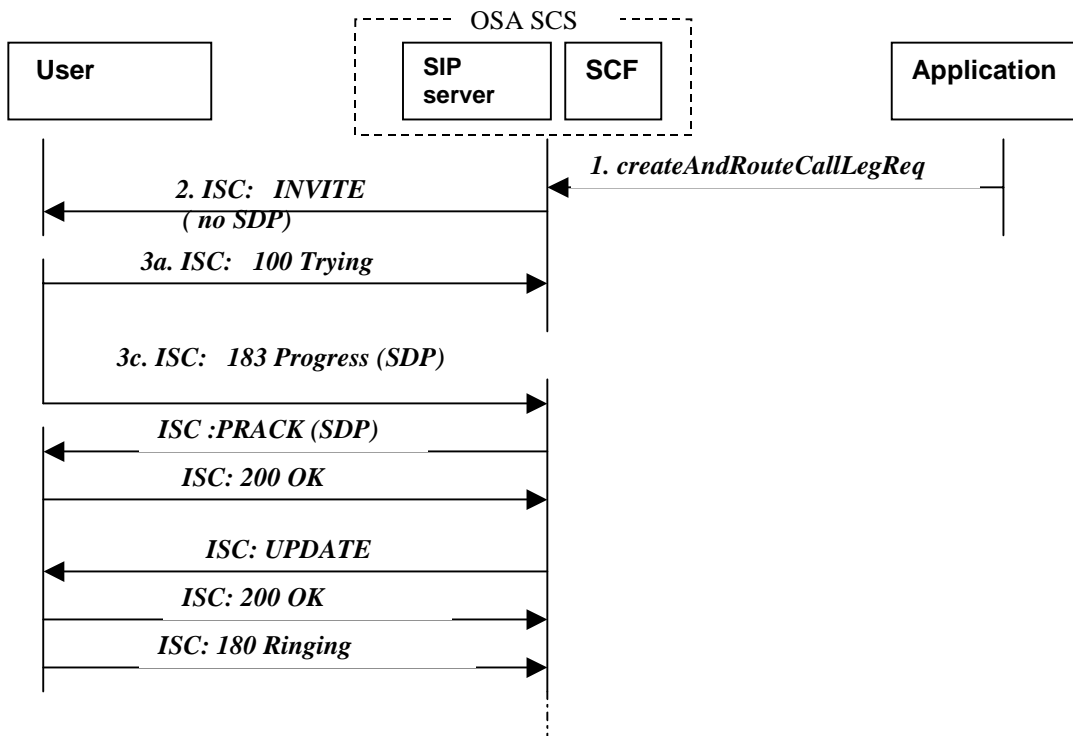 OSA SCS
User
SIP
server
SCF
Application
1. createAndRouteCallLegReq
2. ISC: INVITE
( no SDP)
3a. ISC: 100 Trying
3c. ISC: 183 Progress (SDP)
ISC :PRACK (SDP)
ISC: 200 OK
ISC: UPDATE
ISC: 200 OK
ISC: 180 Ringing